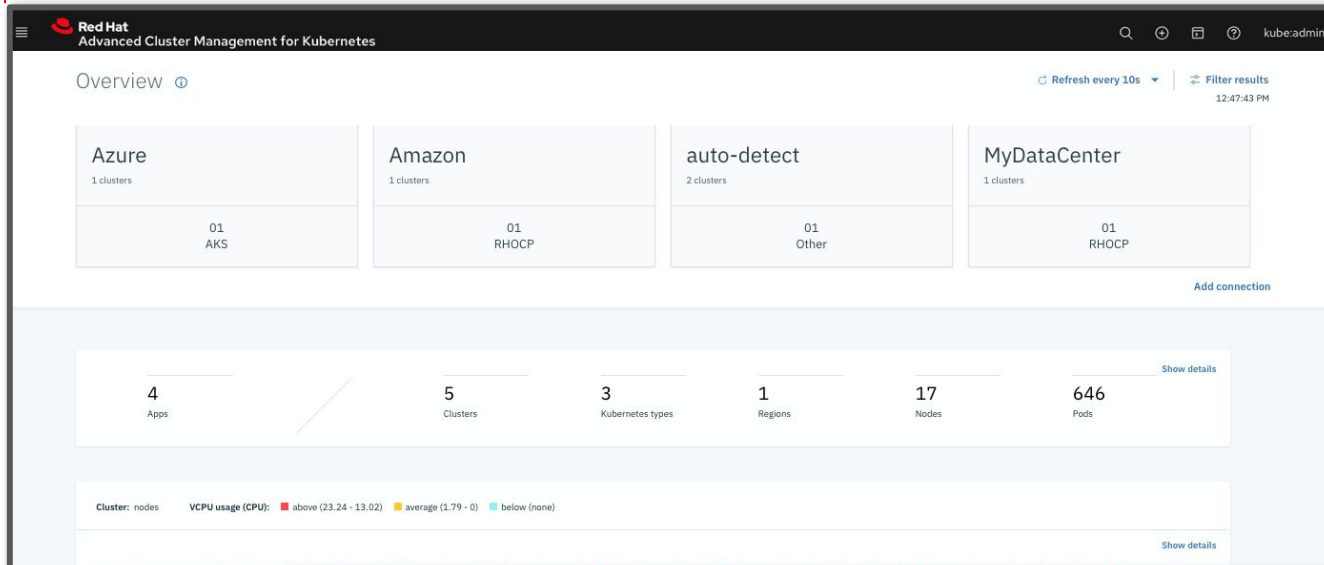 Red Hat
Advanced Cluster Management for Kubernetes
kube:admin
Overview
Refresh every 10s
Filter results
12:47:43 PM
Azure
1 clusters
01
AKS
Amazon
1 clusters
01
RHOCP
auto-detect
2 clusters
01
Other
MyDataCenter
1 clusters
01
RHOCP
Add connection
Show details
4
Apps
5
Clusters
3
Kubernetes types
1
Regions
17
Nodes
646
Pods
Cluster: nodes VCPU usage (CPU): above (23.24 - 13.02) average (1.79 - 0) below (none)
Show details